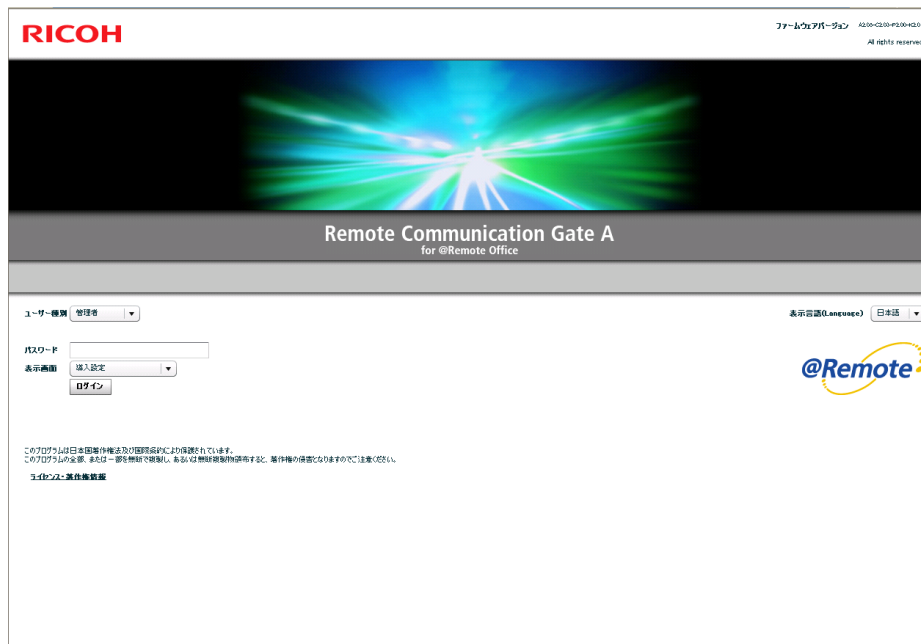 RICOH
ファームウェアバージョン
All rights reserved
Remote Communication Gate A
for @Remote Office
ユーザー種別 管理者
表示言語(Language) 日本語
パスワード
表示画面 導入設定
ログイン
@Remote
このプログラムは日本国著作権法及び国際条約により保護されています。
このプログラムの全部、または一部を無断で複製し、あるいは無断複製物頒布すると、著作権の侵害となりますのでご注意ください。
ライセンス・著作権情報